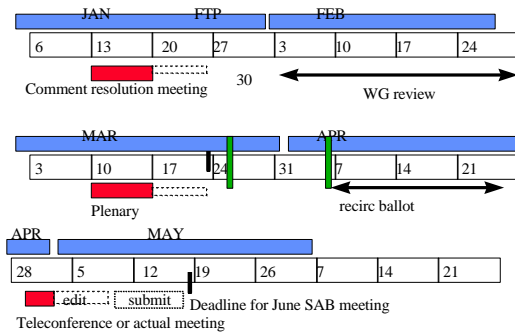 JAN FTP FEB
6 13 20 27 3 10 17 24
30
Comment resolution meeting WG review
MAR APR
3 10 17 24 31 7 14 21
Plenary recirc ballot
APR MAY
28 5 12 19 26 7 14 21
edit submit Deadline for June SAB meeting
Teleconference or actual meeting